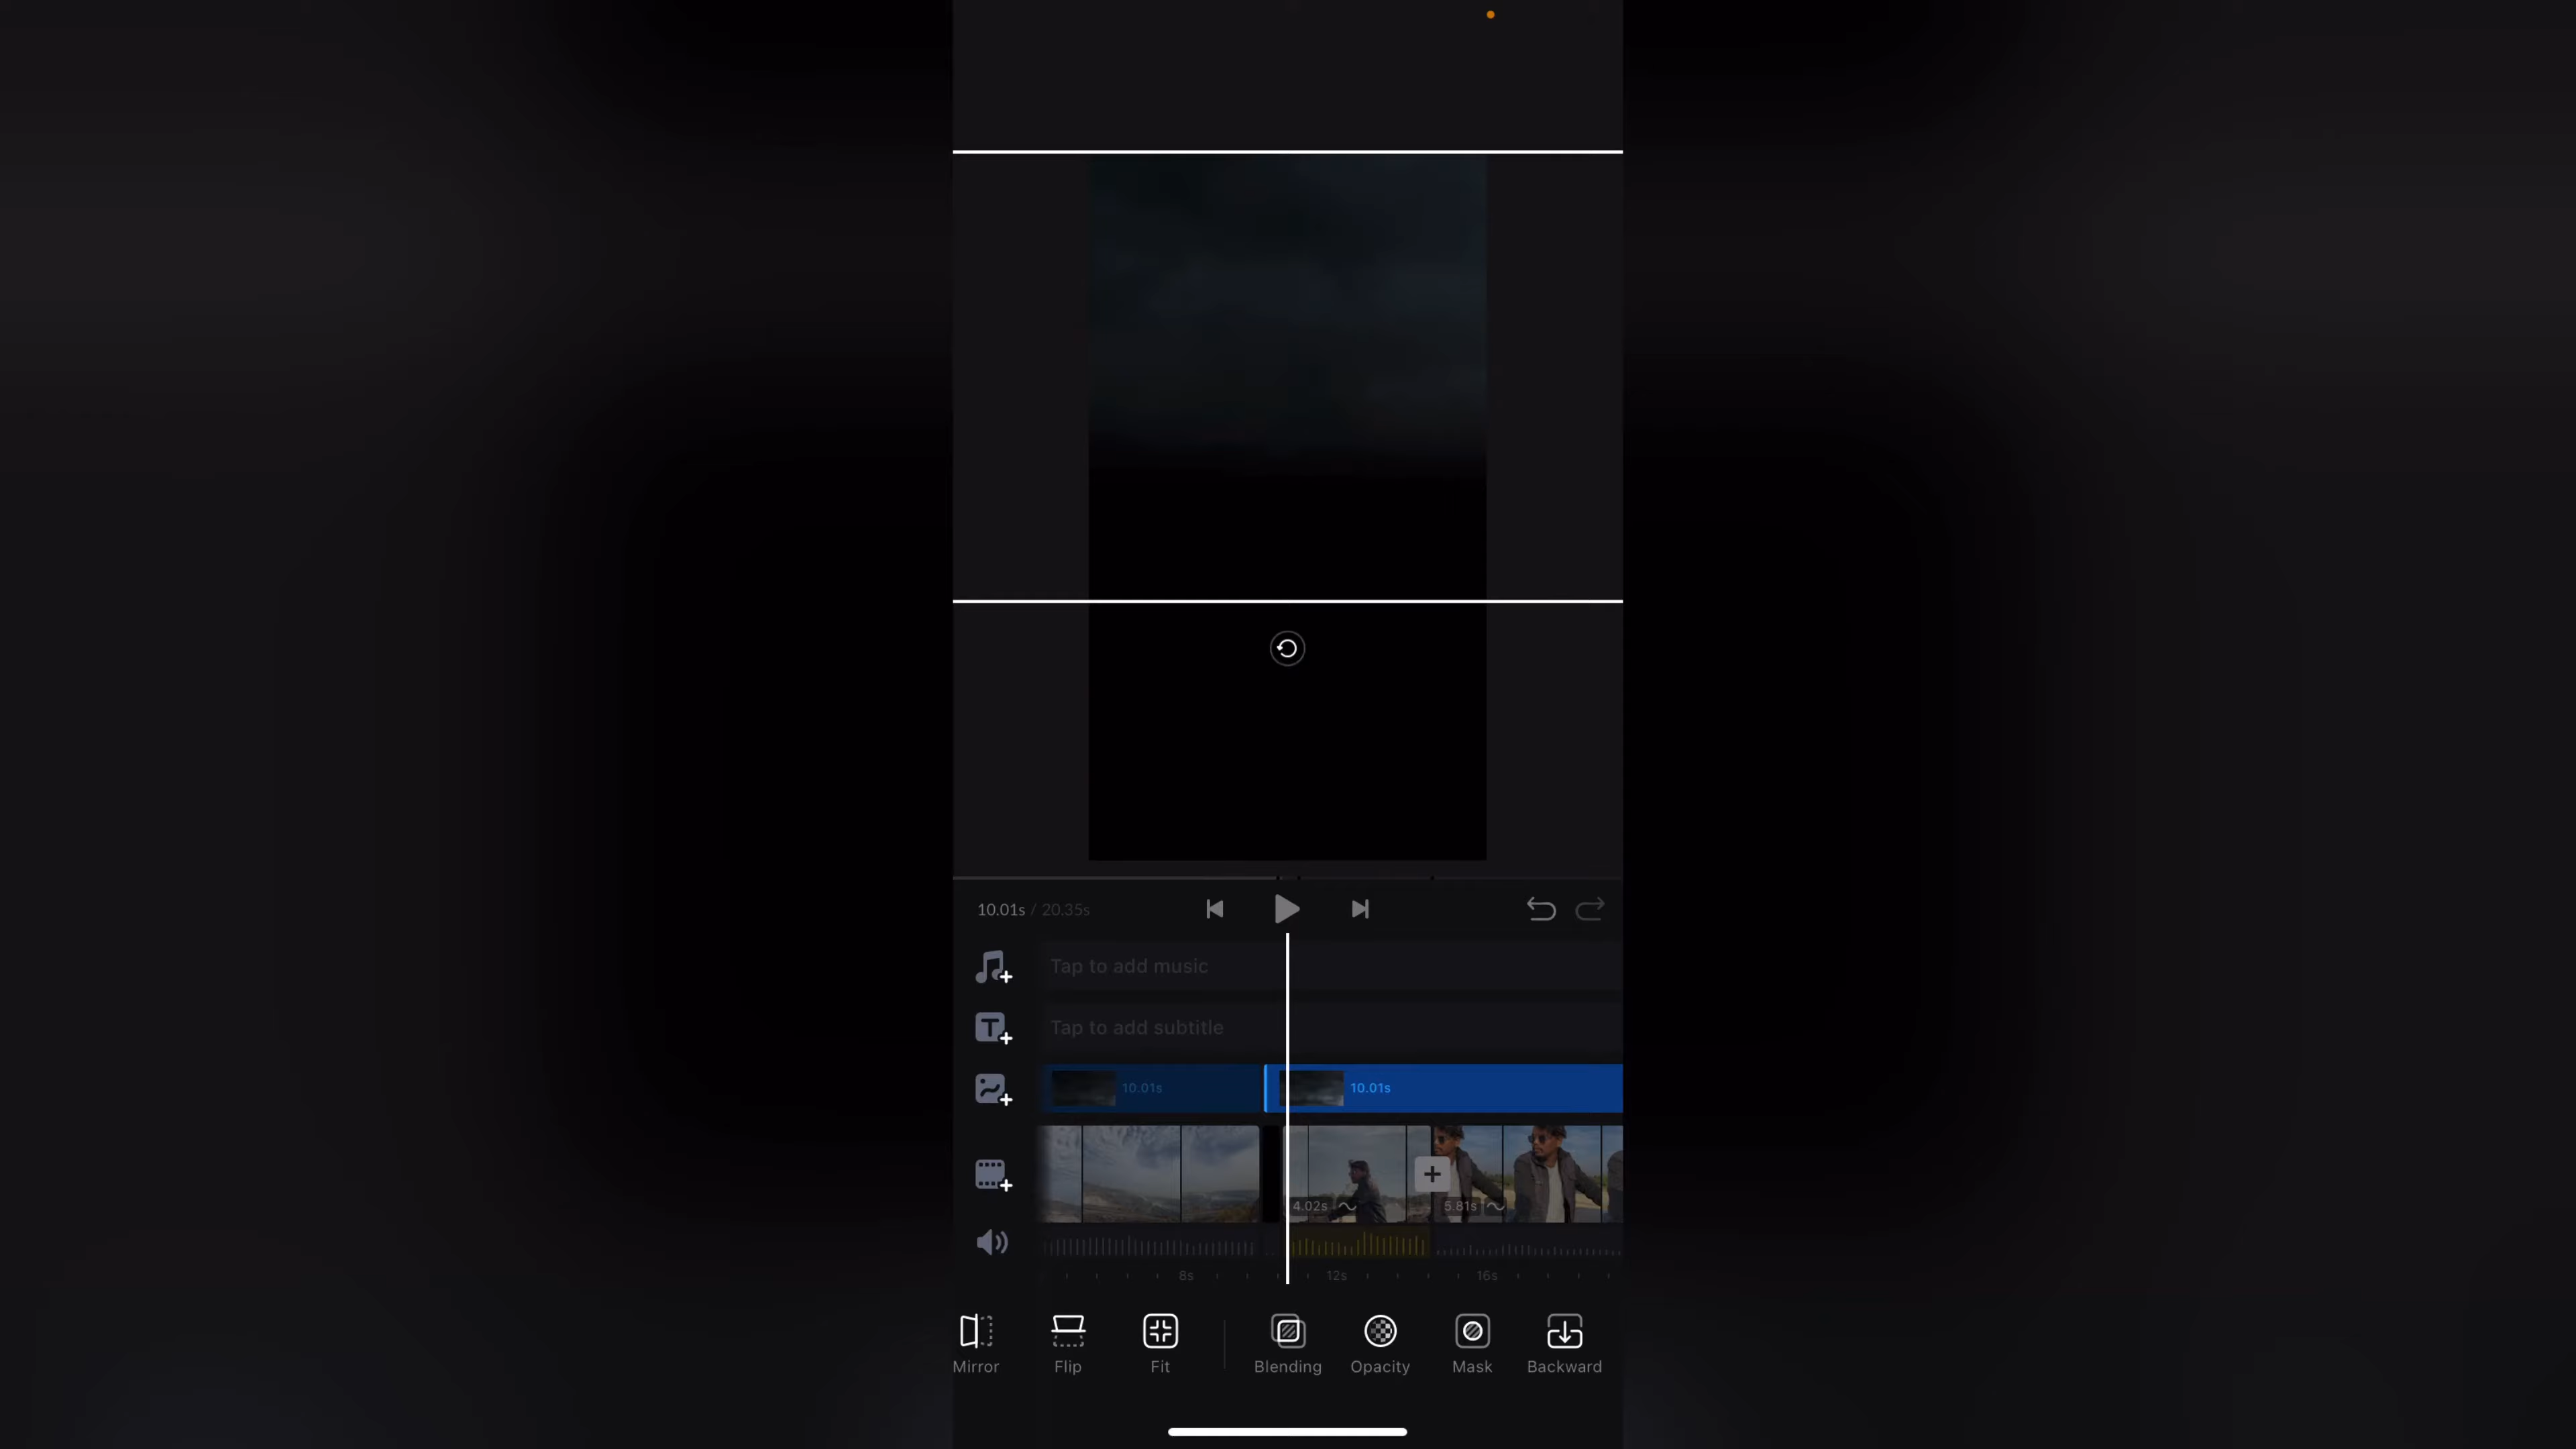 10.01s / 20.35s
Tap to add music
Tap to add subtitle
10.01s
10.01s
4.02s
5.81s
8s
12s
16s
Mirror
Flip
Fit
Blending
Opacity
Mask
Backward